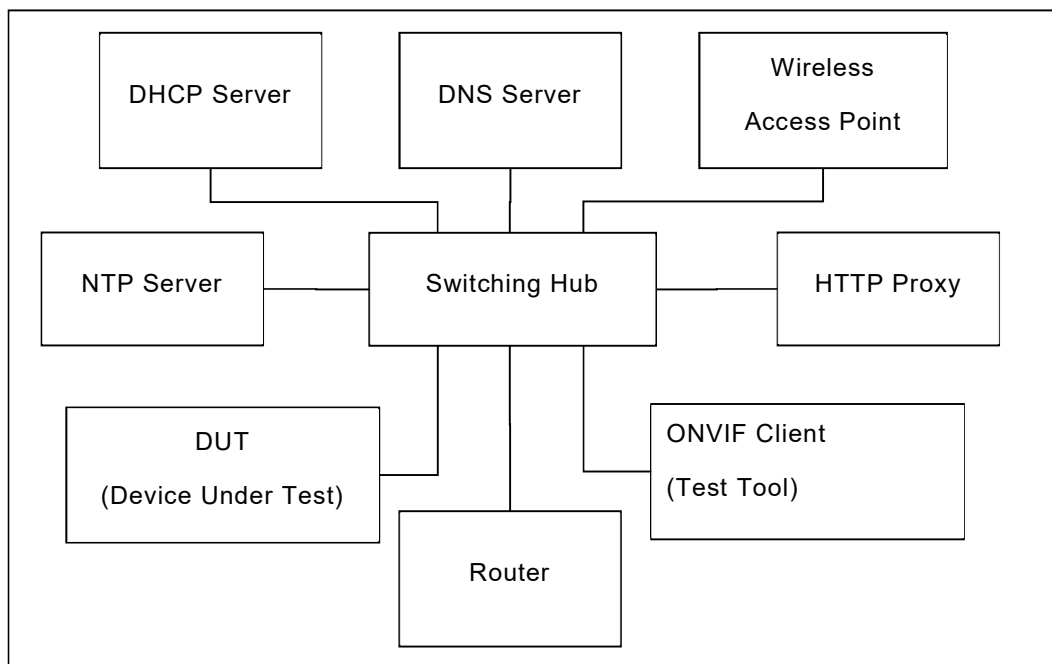 DHCP Server
DNS Server
Wireless
Access Point
NTP Server
Switching Hub
HTTP Proxy
DUT
(Device Under Test)
ONVIF Client
(Test Tool)
Router